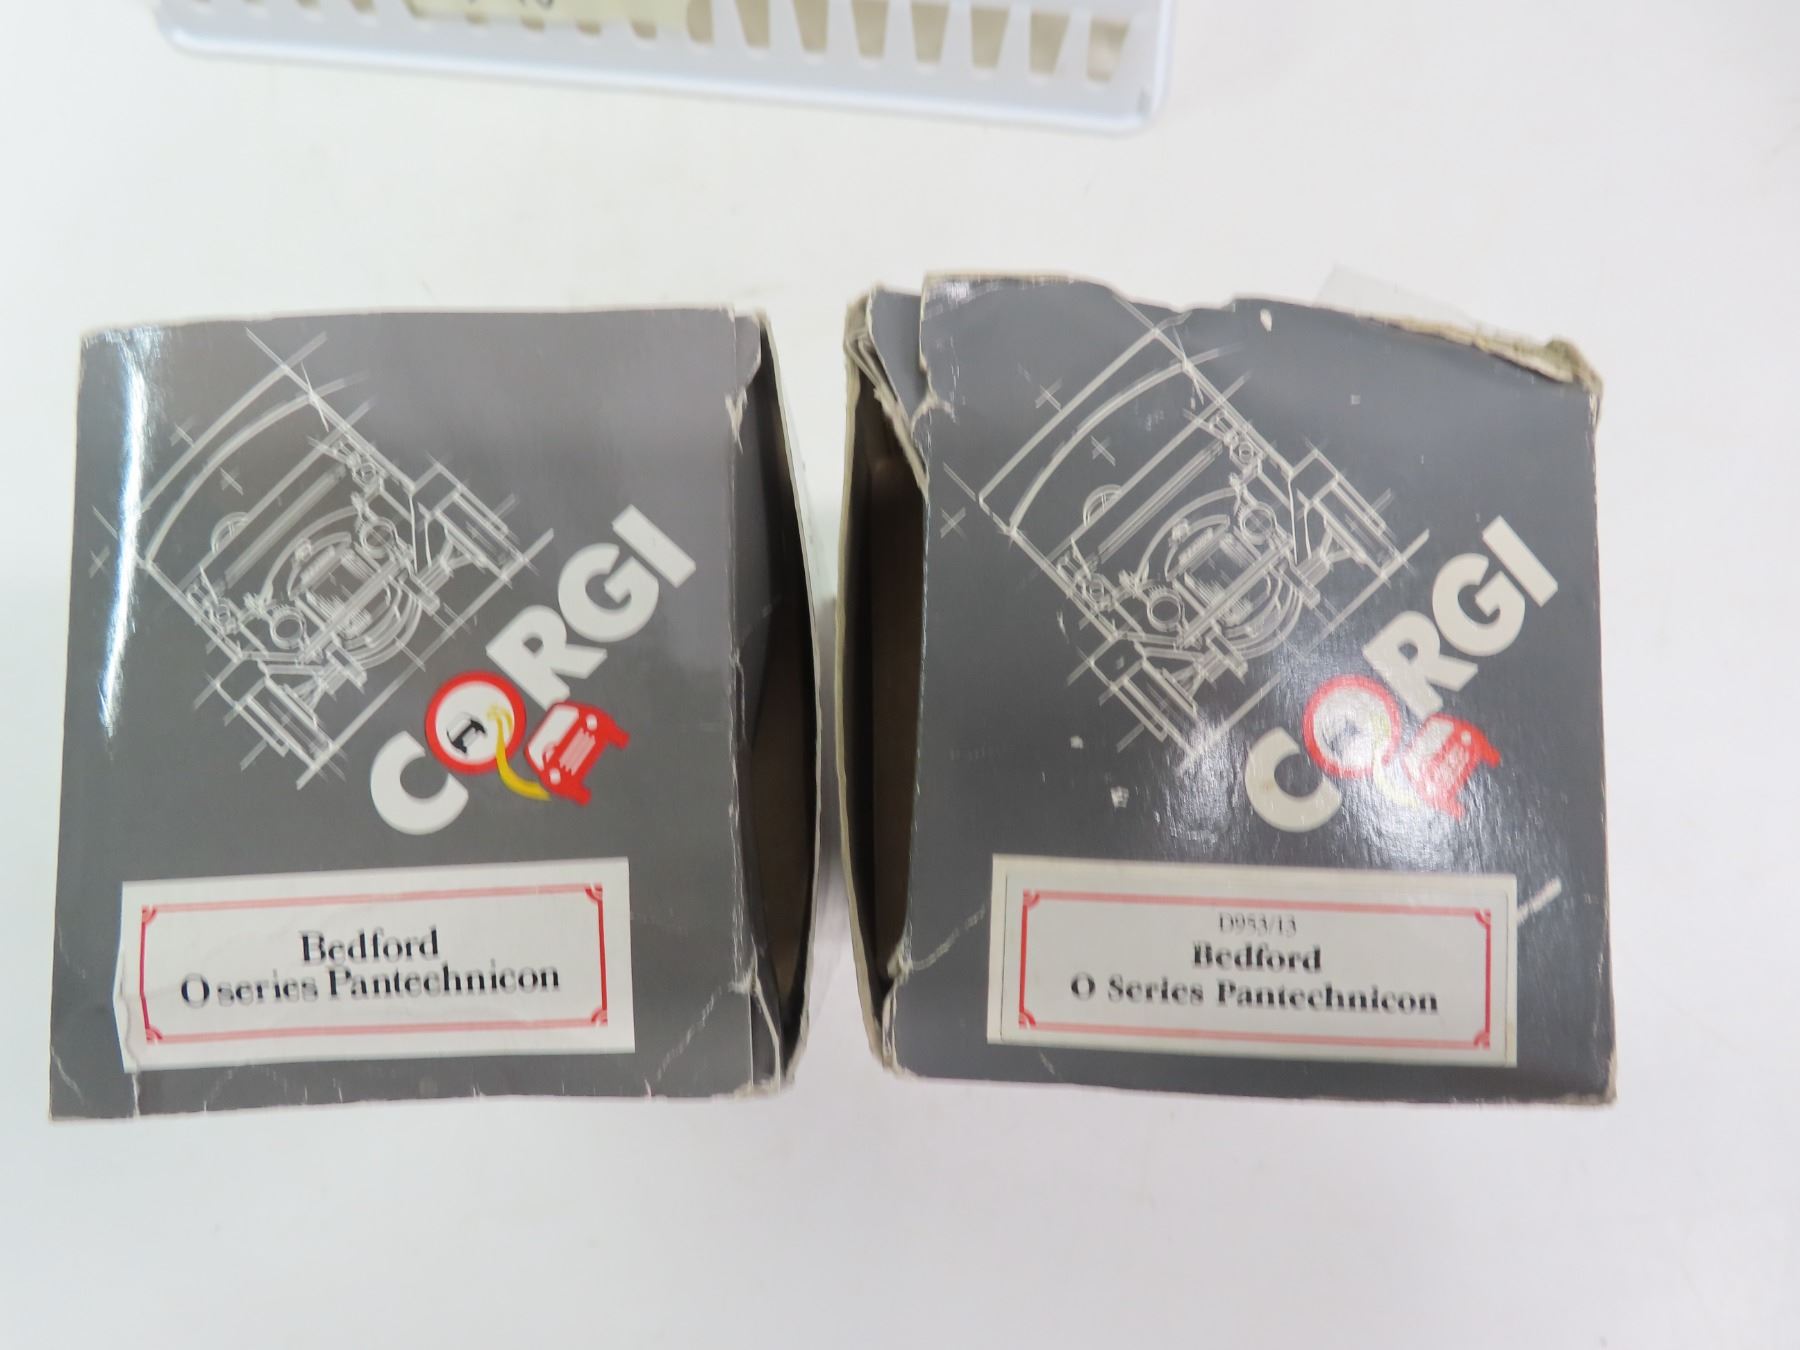 CORGI
Bedford
O series Pantechnicon
CORGI
D953/13
Bedford
O Series Pantechnicon